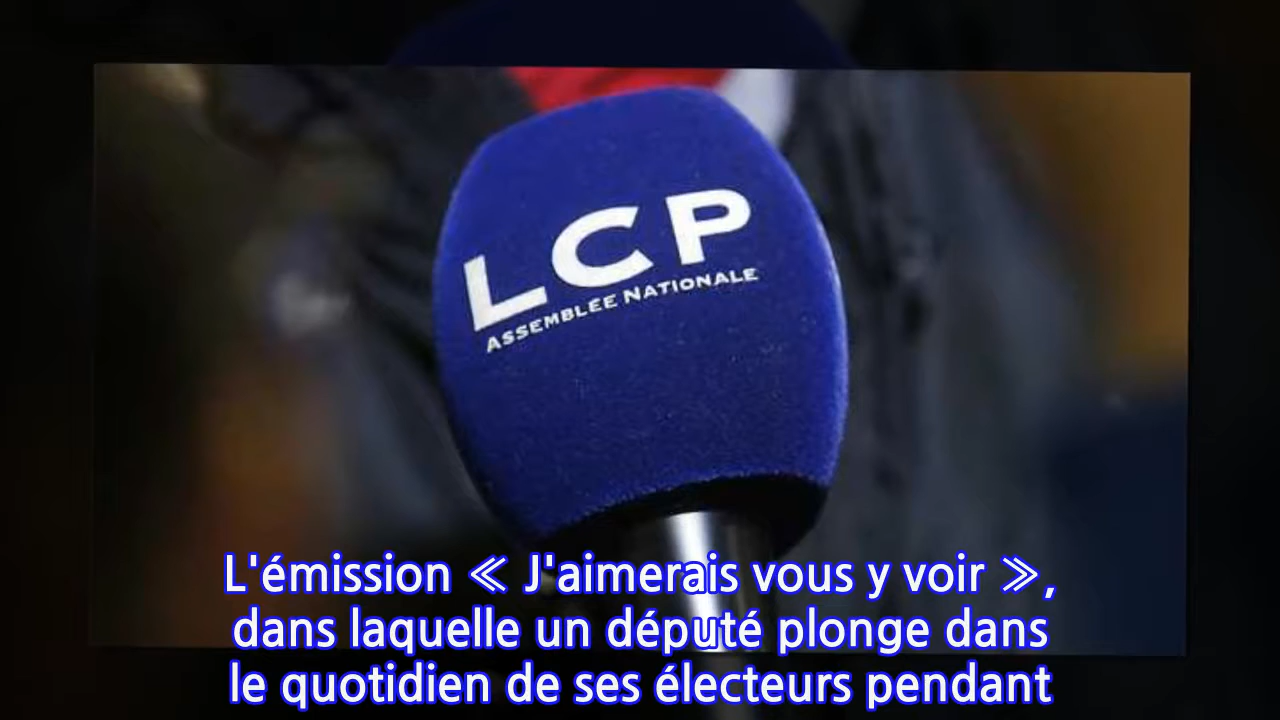 LCP
ASSEMBLÉE NATIONALE
L'émission ≪ J'aimerais vous y voir ≫,
dans laquelle un député plonge dans
le quotidien de ses électeurs pendant